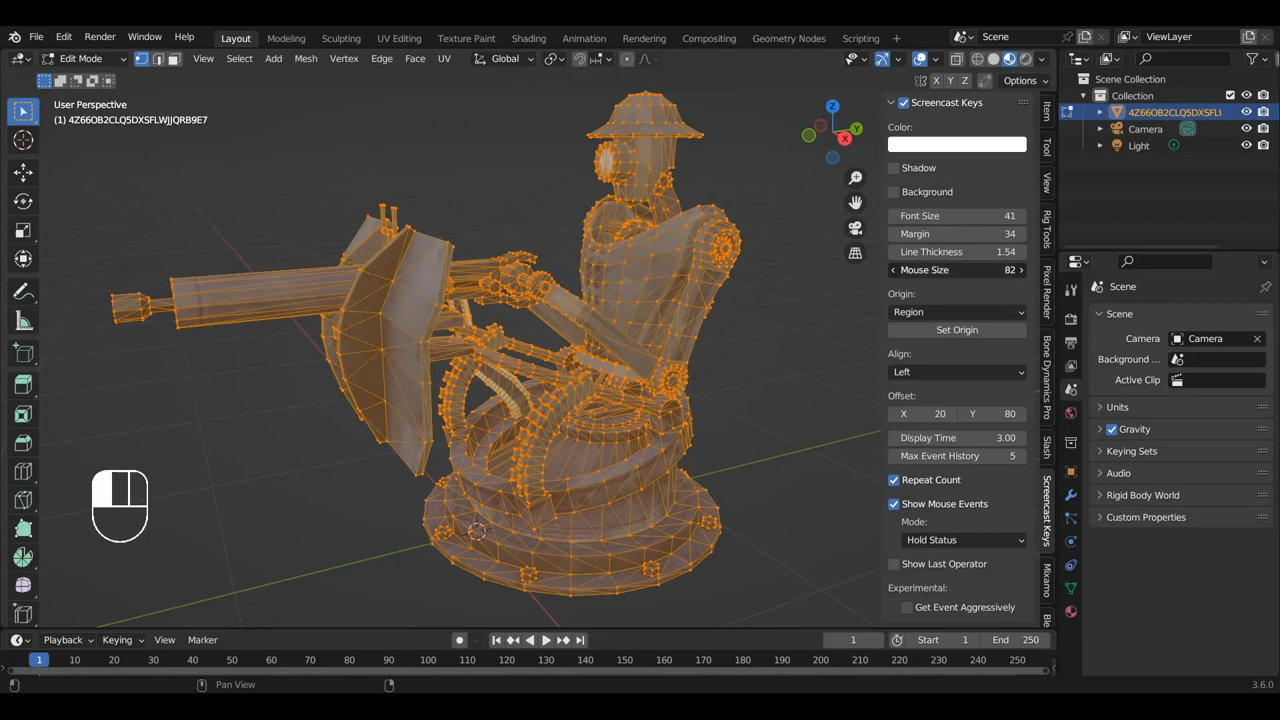 File Edit Render Window Help Layout Modeling Sculpting UV Editing Texture Paint Shading Animation Rendering Compositing Geometry Nodes Scripting + Scene ViewLayer
Edit Mode View Select Add Mesh Vertex Edge Face UV Global
X Y Z Options
User Perspective
(1) 4Z66OB2CLQ5DXSFLWJJQRB9E7
Z
Y
X
Screencast Keys
Color:
Shadow
Background
Font Size 41
Margin 34
Line Thickness 1.54
Mouse Size 82
Origin:
Region
Set Origin
Align:
Left
Offset:
X 20 Y 80
Display Time 3.00
Max Event History 5
Repeat Count
Show Mouse Events
Mode:
Hold Status
Show Last Operator
Experimental:
Get Event Aggressively
Item
Tool
View
Rig Tools
Pixel Render
Bone Dynamics Pro
Slash
Screencast Keys
Mixamo
Ble
Scene Collection
Collection
4Z66OB2CLQ5DXSFL
Camera
Light
Scene
Scene
Camera Camera
Background ...
Active Clip
Units
Gravity
Keying Sets
Audio
Rigid Body World
Custom Properties
Playback Keying View Marker 1 Start 1 End 250
1 10 20 30 40 50 60 70 80 90 100 110 120 130 140 150 160 170 180 190 200 210 220 230 240 250
Pan View 3.6.0